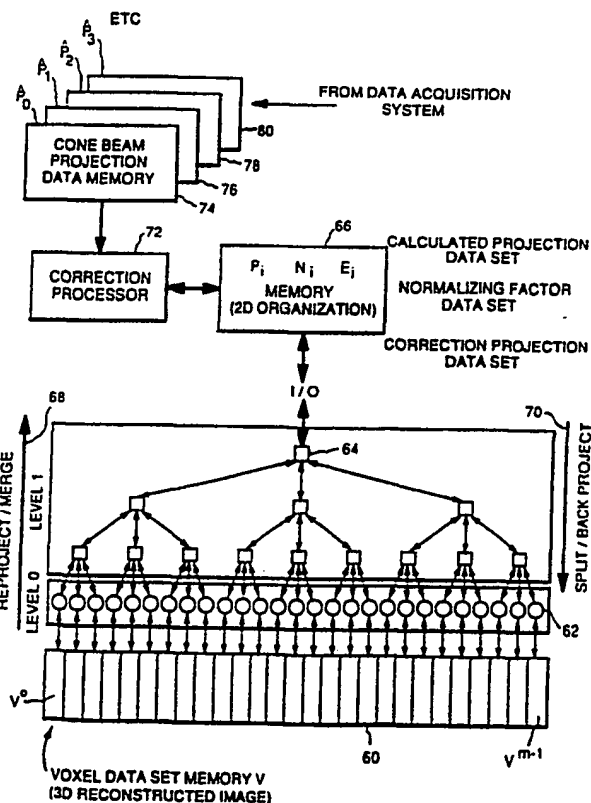 ETC
P̂3
P̂2
P̂1
P̂0
FROM DATA ACQUISITION
SYSTEM
CONE BEAM
PROJECTION
DATA MEMORY
80
78
76
74
72
66
CORRECTION
PROCESSOR
Pi Ni Ei
MEMORY
(2D ORGANIZATION)
CALCULATED PROJECTION
DATA SET
NORMALIZING FACTOR
DATA SET
CORRECTION PROJECTION
DATA SET
I/O
68
70
64
REPROJECT / MERGE
LEVEL 1
LEVEL 0
SPLIT / BACK PROJECT
62
V⁰
60
Vᵐ⁻¹
VOXEL DATA SET MEMORY V
(3D RECONSTRUCTED IMAGE)